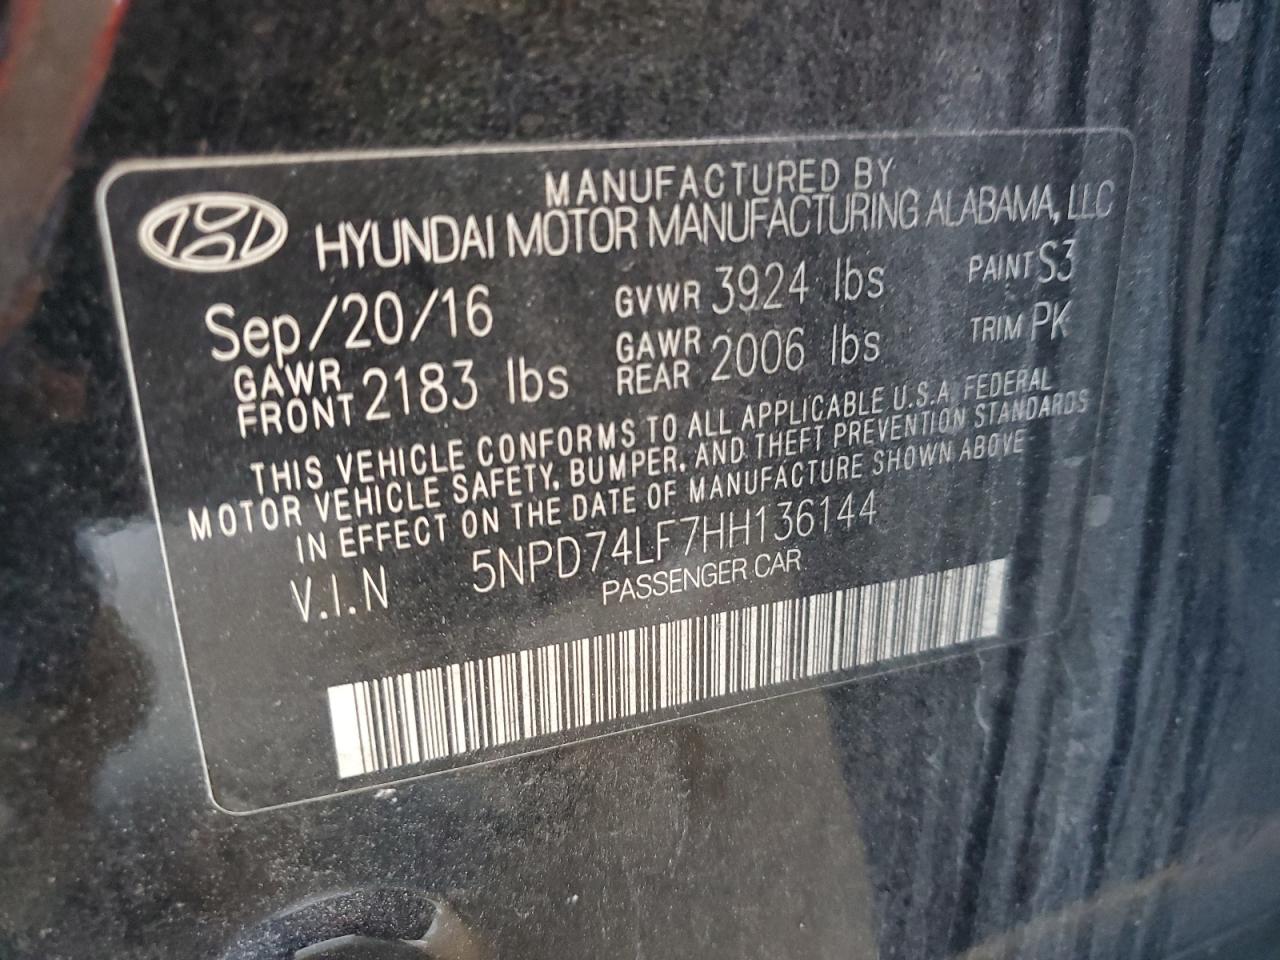 MANUFACTURED BY
HYUNDAI MOTOR MANUFACTURING ALABAMA, LLC
Sep/20/16 GVWR 3924 lbs PAINT S3
GAWR FRONT 2183 lbs GAWR REAR 2006 lbs TRIM PK
THIS VEHICLE CONFORMS TO ALL APPLICABLE U.S.A. FEDERAL
MOTOR VEHICLE SAFETY, BUMPER, AND THEFT PREVENTION STANDARDS
IN EFFECT ON THE DATE OF MANUFACTURE SHOWN ABOVE
V.I.N 5NPD74LF7HH136144
PASSENGER CAR